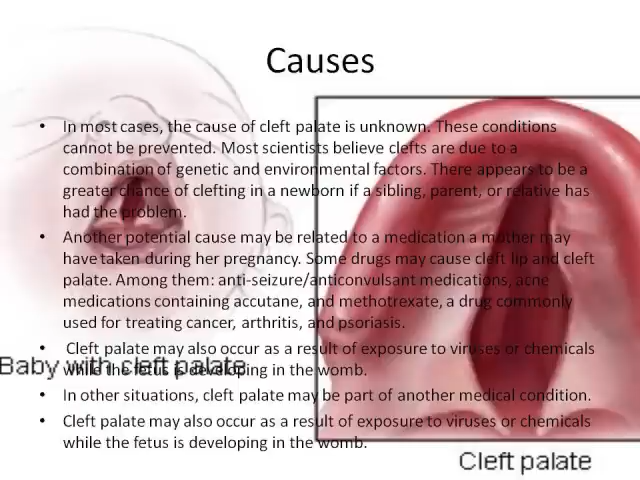 Causes
• In most cases, the cause of cleft palate is unknown. These conditions
cannot be prevented. Most scientists believe clefts are due to a
combination of genetic and environmental factors. There appears to be a
greater chance of clefting in a newborn if a sibling, parent, or relative has
had the problem.
• Another potential cause may be related to a medication a mother may
have taken during her pregnancy. Some drugs may cause cleft lip and cleft
palate. Among them: anti-seizure/anticonvulsant medications, acne
medications containing accutane, and methotrexate, a drug commonly
used for treating cancer, arthritis, and psoriasis.
• Cleft palate may also occur as a result of exposure to viruses or chemicals
while the fetus is developing in the womb.
• In other situations, cleft palate may be part of another medical condition.
• Cleft palate may also occur as a result of exposure to viruses or chemicals
while the fetus is developing in the womb.
Baby with cleft palate
Cleft palate